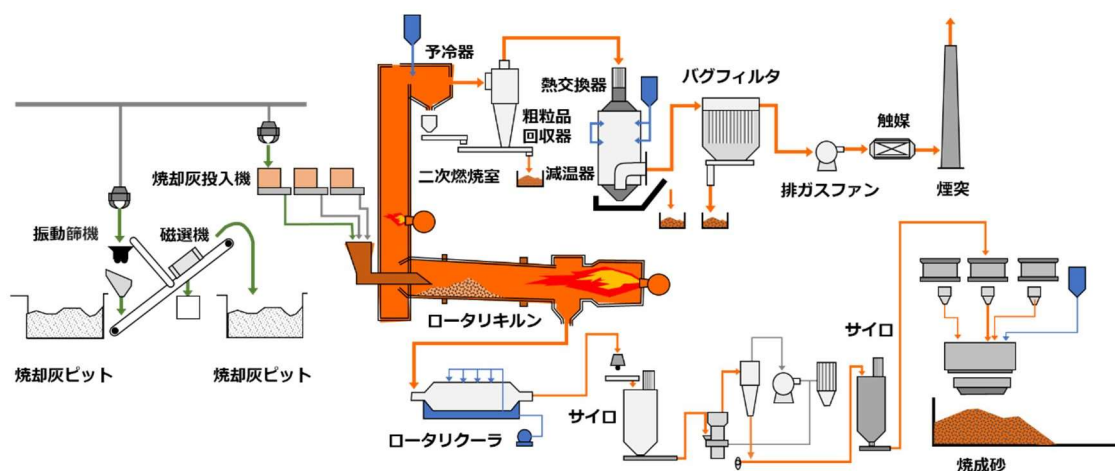 予冷器
熱交換器
バグフィルタ
粗粒品
回収器
触媒
焼却灰投入機
二次燃焼室
減温器
排ガスファン
煙突
振動篩機
磁選機
ロータリキルン
サイロ
焼却灰ピット
焼却灰ピット
サイロ
ロータリクーラ
焼成砂